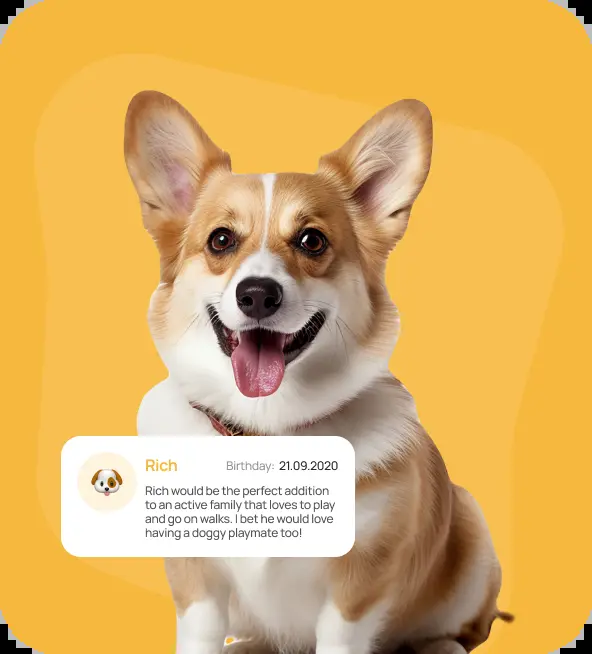 Rich
Birthday: 21.09.2020
Rich would be the perfect addition
to an active family that loves to play
and go on walks. I bet he would love
having a doggy playmate too!